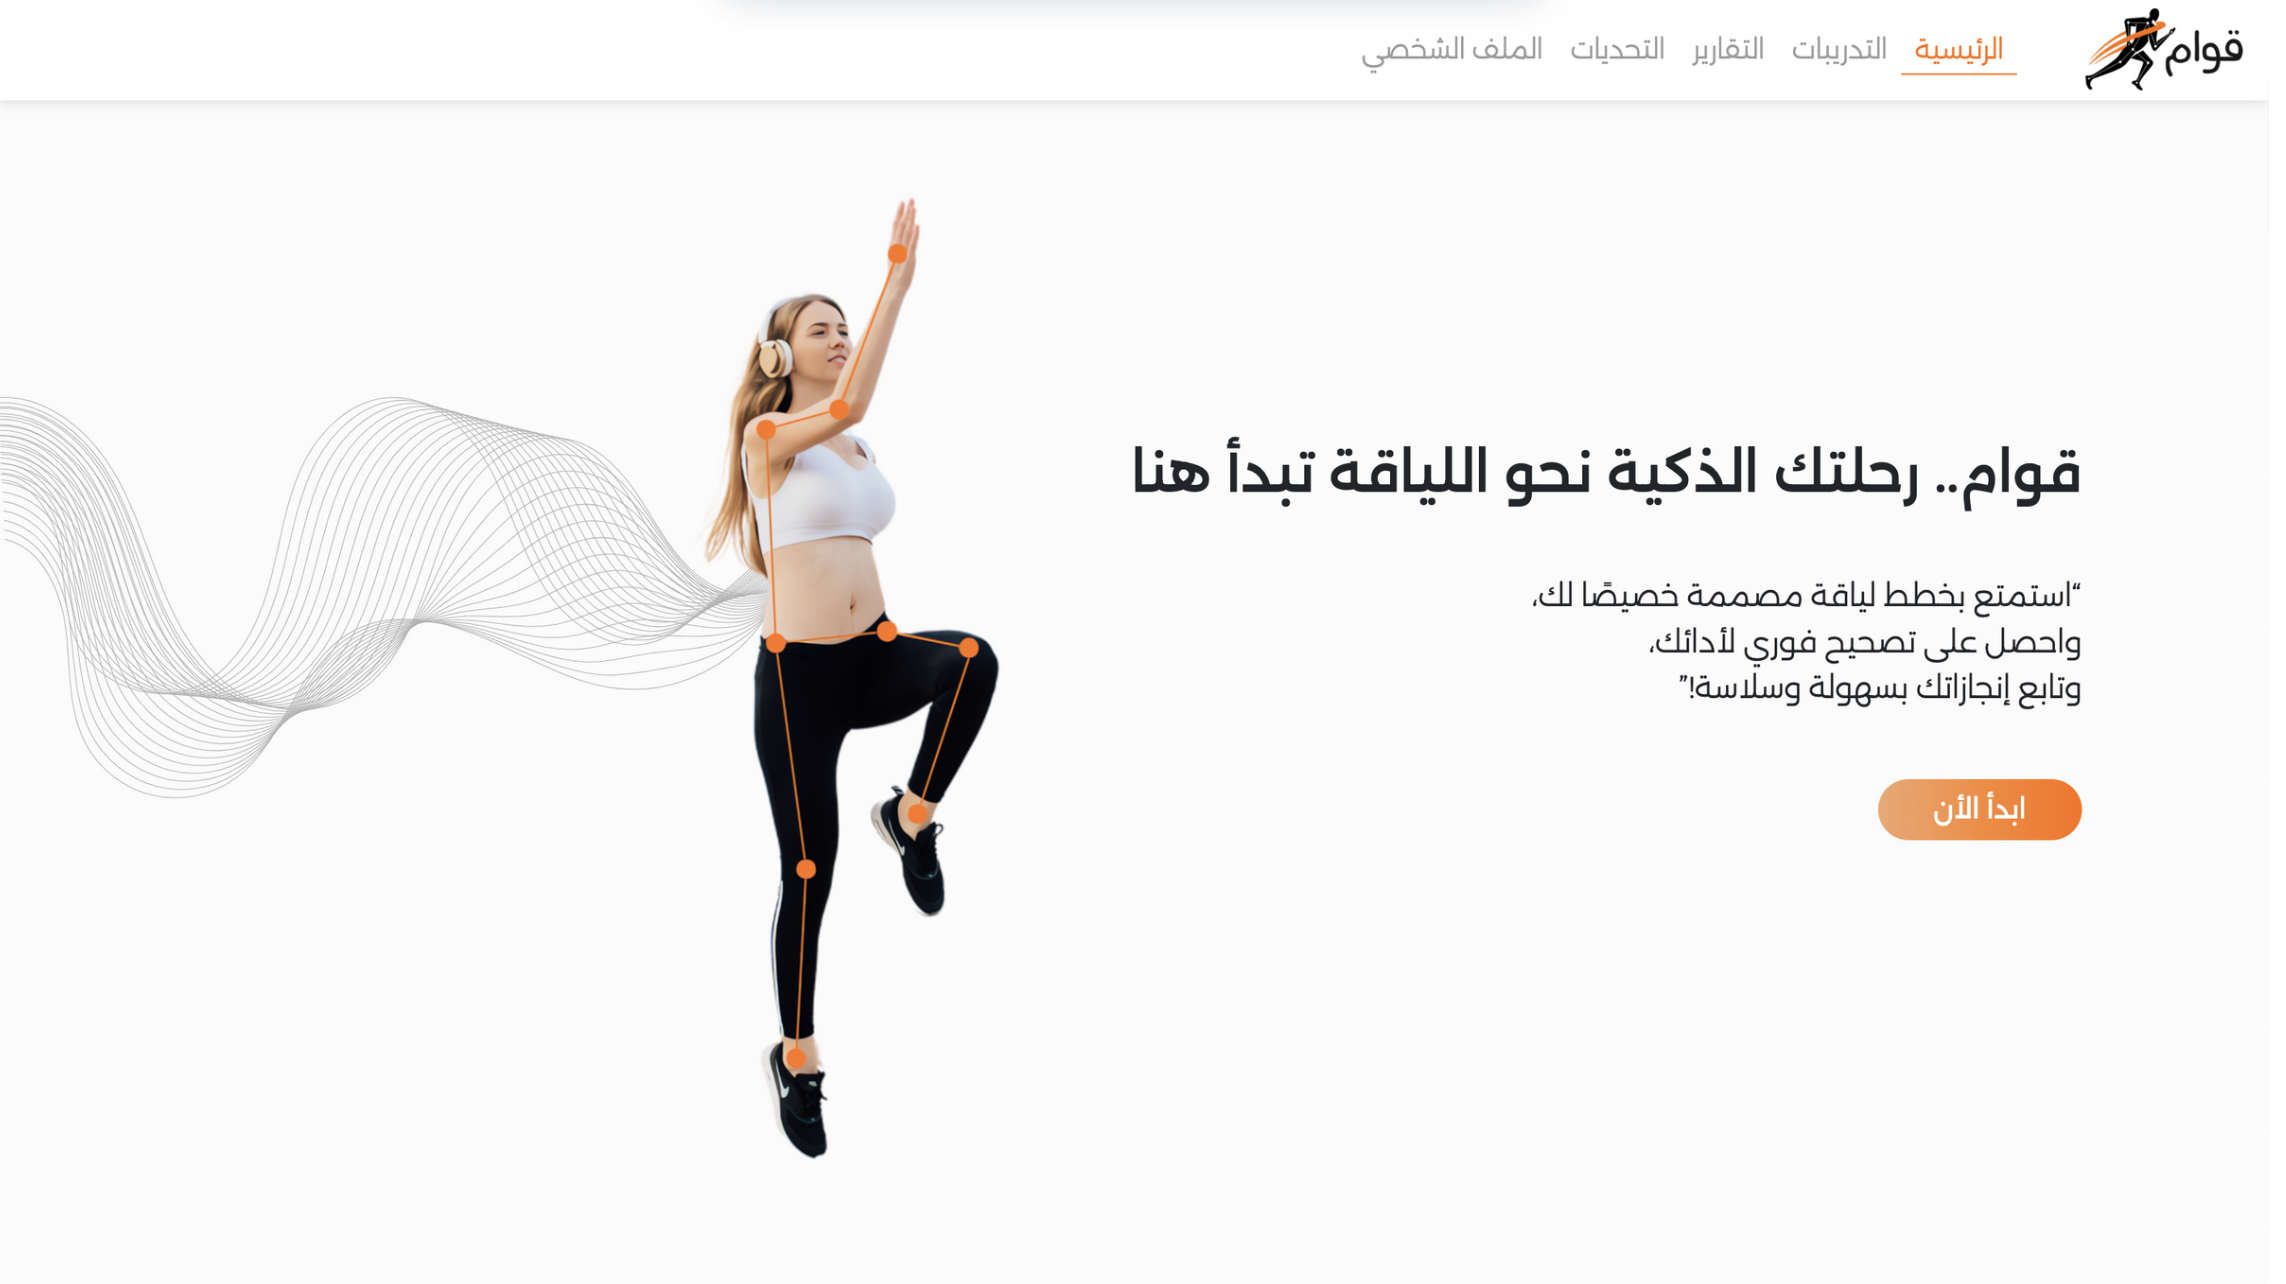 قوام
الرئيسية
التدريبات
التقارير
التحديات
الملف الشخصي
قوام.. رحلتك الذكية نحو اللياقة تبدأ هنا
“استمتع بخطط لياقة مصممة خصيصًا لك،
واحصل على تصحيح فوري لأدائك،
وتابع إنجازاتك بسهولة وسلاسة!”
ابدأ الأن